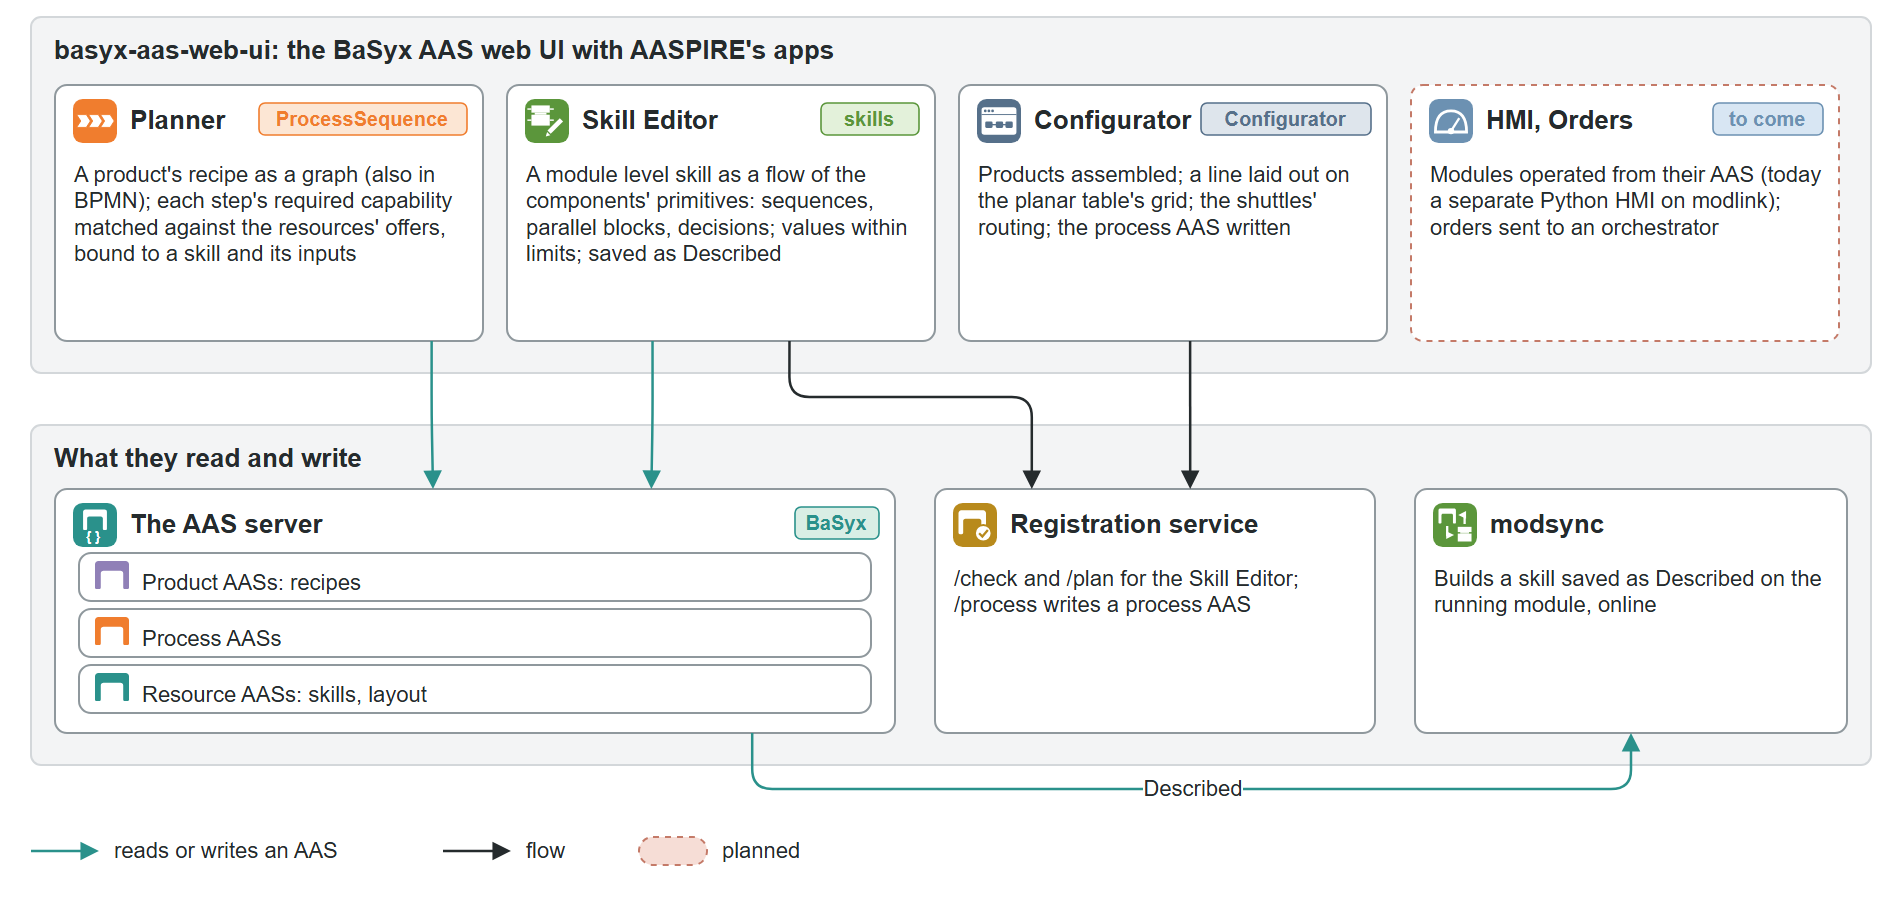 basyx-aas-web-ui: the BaSyx AAS web UI with AASPIRE's apps
Planner
ProcessSequence
A product's recipe as a graph (also in
BPMN); each step's required capability
matched against the resources' offers,
bound to a skill and its inputs
Skill Editor
skills
A module level skill as a flow of the
components' primitives: sequences,
parallel blocks, decisions; values within
limits; saved as Described
Configurator
Configurator
Products assembled; a line laid out on
the planar table's grid; the shuttles'
routing; the process AAS written
HMI, Orders
to come
Modules operated from their AAS (today
a separate Python HMI on modlink);
orders sent to an orchestrator
What they read and write
The AAS server
BaSyx
Product AASs: recipes
Process AASs
Resource AASs: skills, layout
Registration service
/check and /plan for the Skill Editor;
/process writes a process AAS
modsync
Builds a skill saved as Described on the
running module, online
Described
reads or writes an AAS
flow
planned